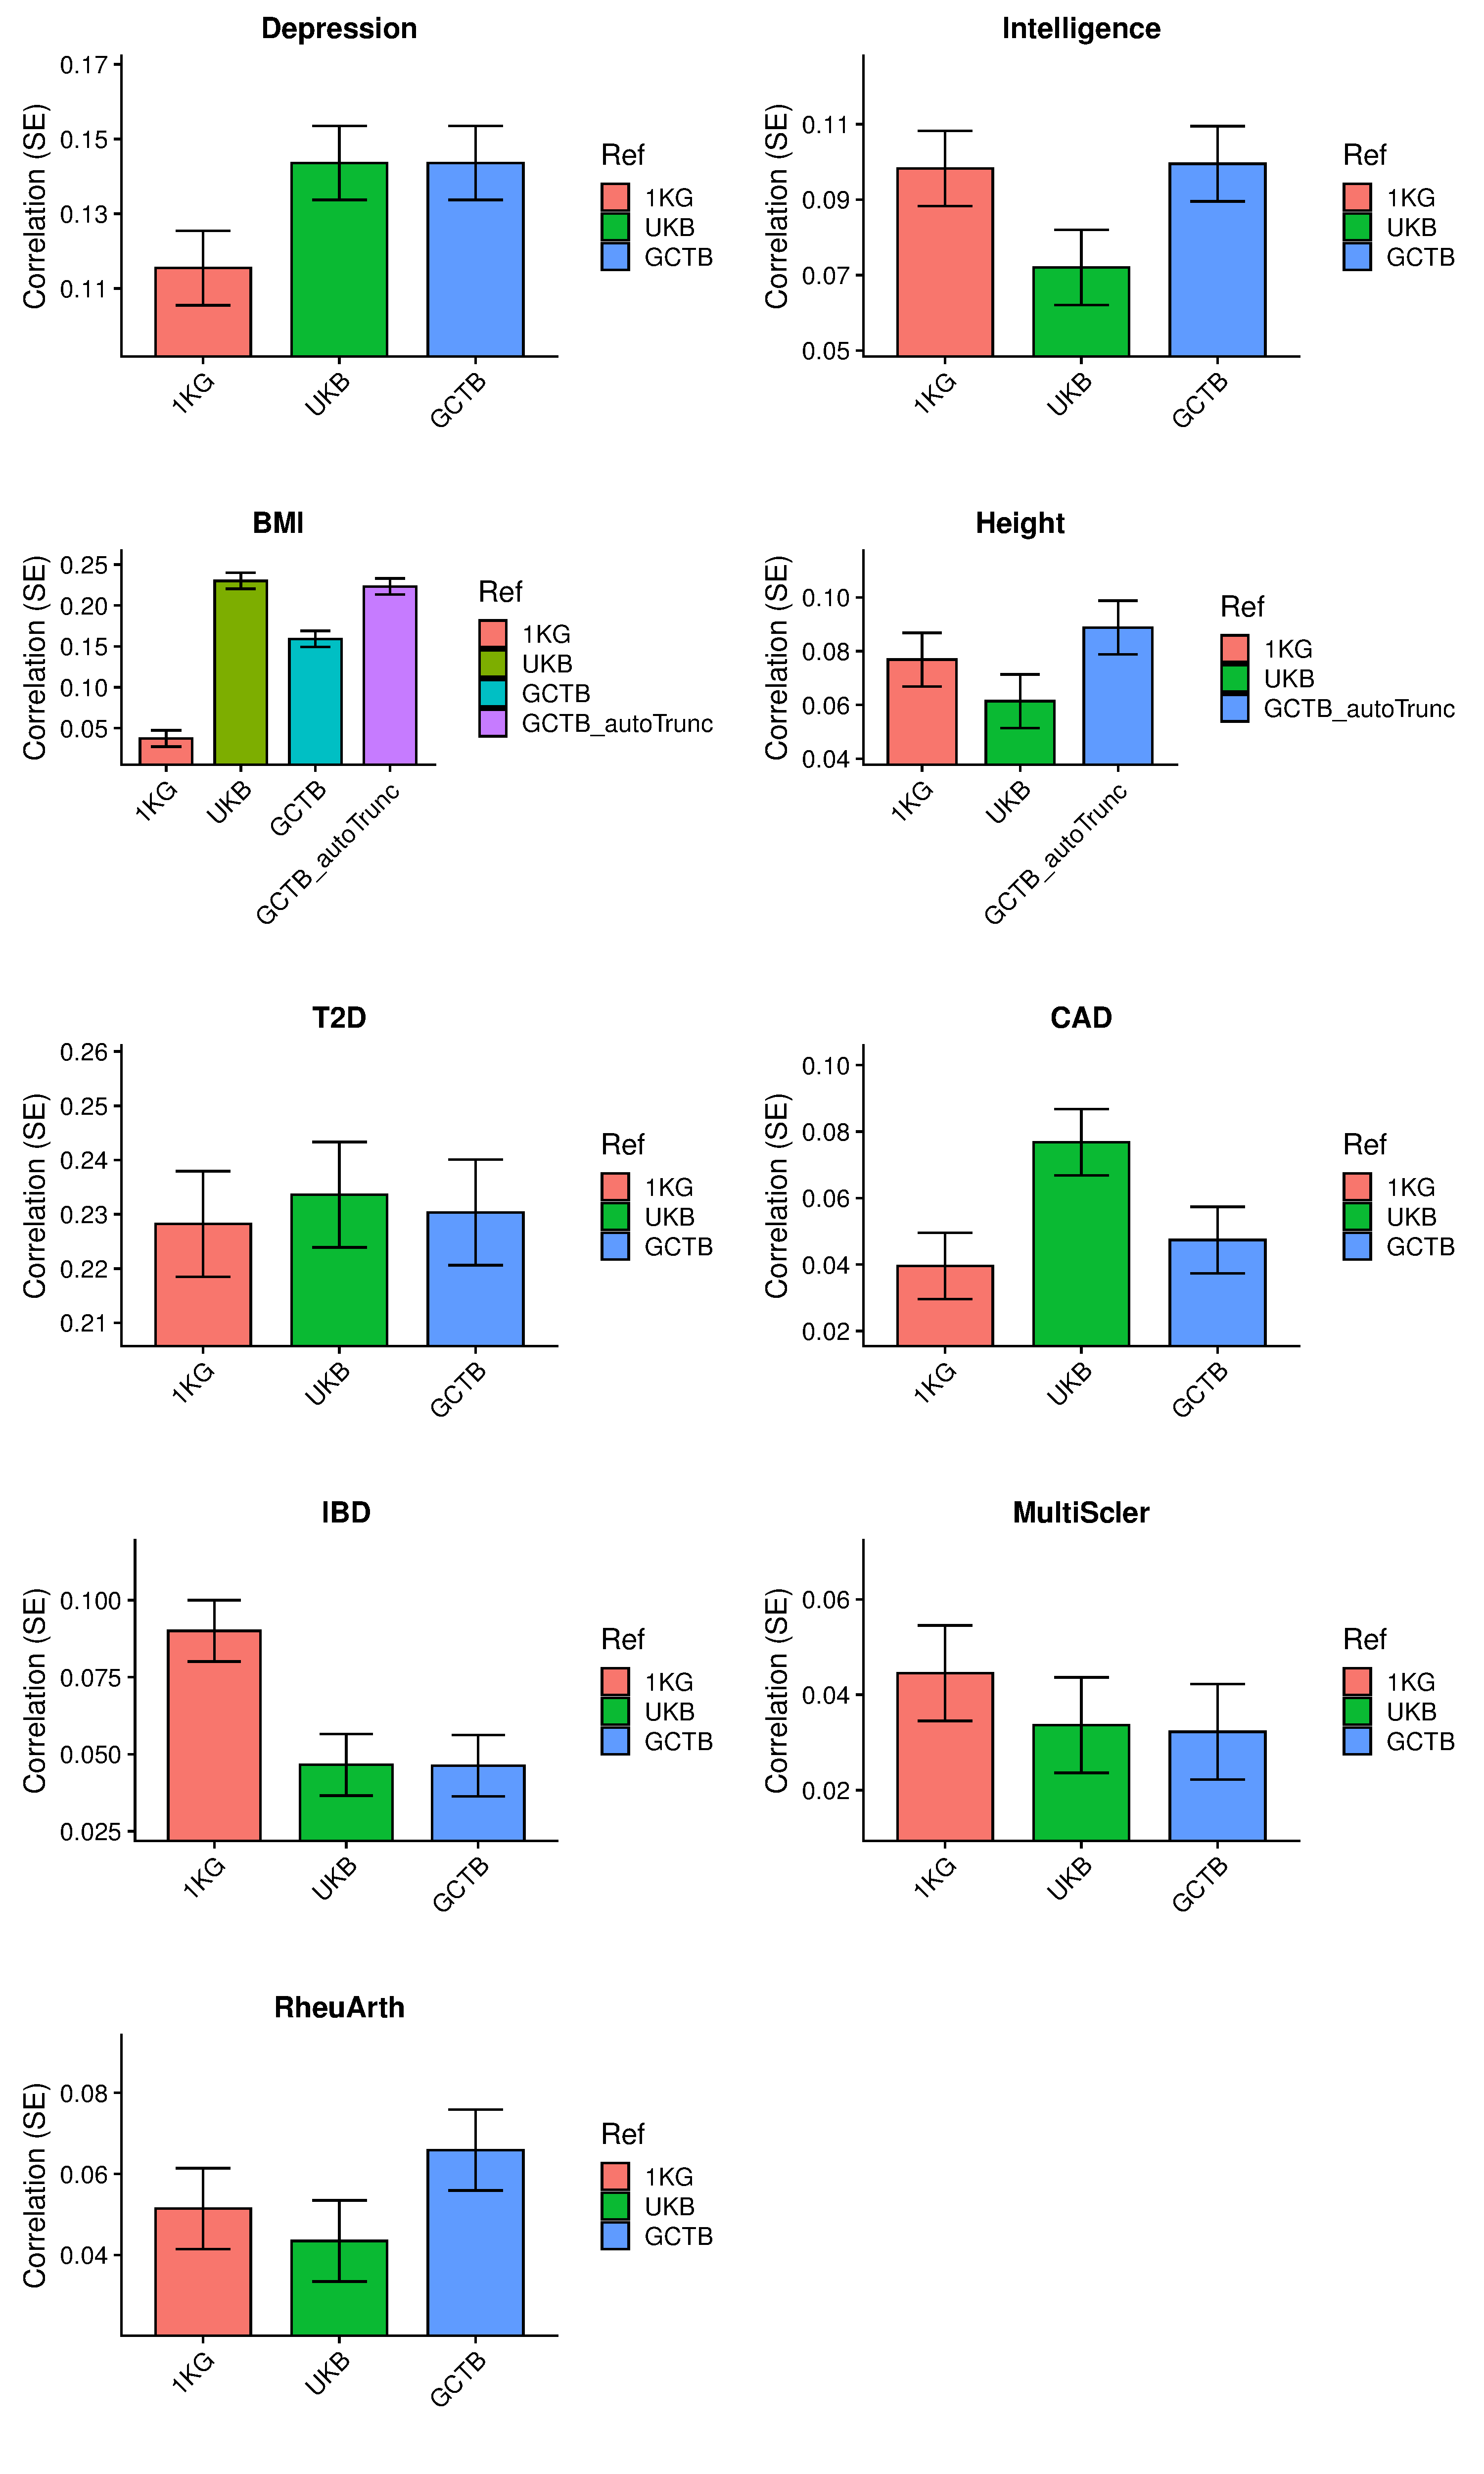 Depression
Correlation (SE)
0.17
0.15
0.13
0.11
1KG
UKB
GCTB
Ref
1KG
UKB
GCTB
Intelligence
Correlation (SE)
0.11
0.09
0.07
0.05
1KG
UKB
GCTB
Ref
1KG
UKB
GCTB
BMI
Correlation (SE)
0.25
0.20
0.15
0.10
0.05
1KG
UKB
GCTB
GCTB_autoTrunc
Ref
1KG
UKB
GCTB
GCTB_autoTrunc
Height
Correlation (SE)
0.10
0.08
0.06
0.04
1KG
UKB
GCTB_autoTrunc
Ref
1KG
UKB
GCTB_autoTrunc
T2D
Correlation (SE)
0.26
0.25
0.24
0.23
0.22
0.21
1KG
UKB
GCTB
Ref
1KG
UKB
GCTB
CAD
Correlation (SE)
0.10
0.08
0.06
0.04
0.02
1KG
UKB
GCTB
Ref
1KG
UKB
GCTB
IBD
Correlation (SE)
0.100
0.075
0.050
0.025
1KG
UKB
GCTB
Ref
1KG
UKB
GCTB
MultiScler
Correlation (SE)
0.06
0.04
0.02
1KG
UKB
GCTB
Ref
1KG
UKB
GCTB
RheuArth
Correlation (SE)
0.08
0.06
0.04
1KG
UKB
GCTB
Ref
1KG
UKB
GCTB